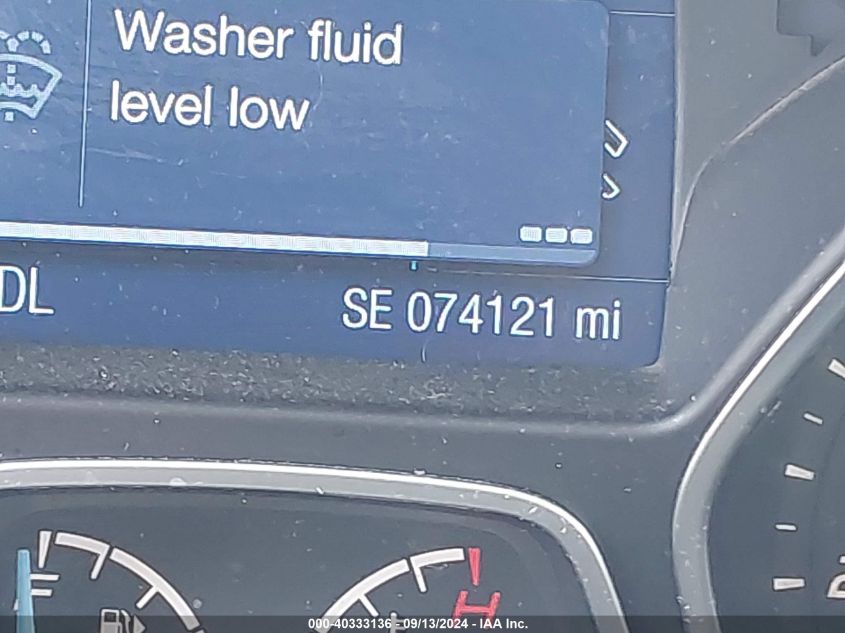 Washer fluid
level low
DL
SE 074121 mi
F
H
000-40333136 - 09/13/2024 - IAA Inc.